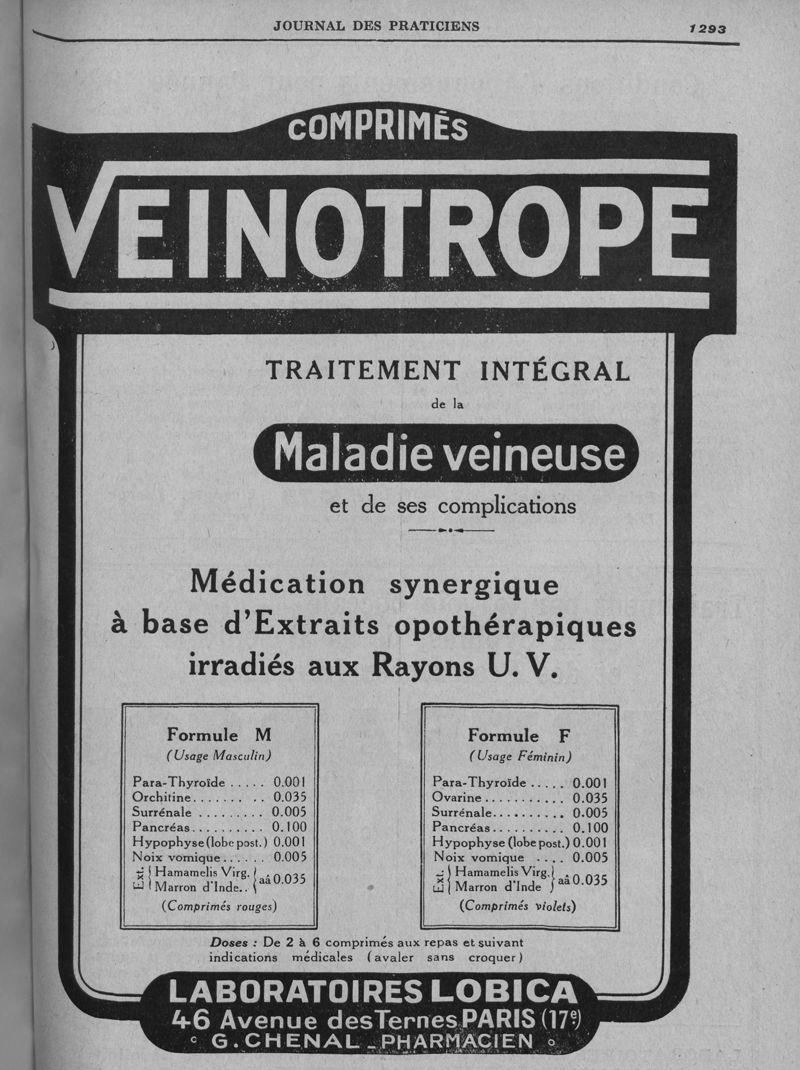 JOURNAL DES PRATICIENS
1293
COMPRIMÉS
VEINOTROPE
TRAITEMENT INTÉGRAL
de la
Maladie veineuse
et de ses complications
Médication synergique
à base d'Extraits opothérapiques
irradiés aux Rayons U. V.
Formule M
(Usage Masculin)
Para-Thyroïde ..... 0.001
Orchitine....... .. 0.035
Surrénale ......... 0.005
Pancréas.......... 0.100
Hypophyse (lobe post.) 0.001
Noix vomique...... 0.005
Ext. { Hamamelis Virg. } àâ 0.035
Marron d'Inde..
(Comprimés rouges)
Formule F
(Usage Féminin)
Para-Thyroïde ..... 0.001
Ovarine........... 0.035
Surrénale.......... 0.005
Pancréas.......... 0.100
Hypophyse (lobe post.) 0.001
Noix vomique .... 0.005
Ext. { Hamamelis Virg. } àâ 0.035
Marron d'Inde
(Comprimés violets)
Doses : De 2 à 6 comprimés aux repas et suivant
indications médicales (avaler sans croquer)
LABORATOIRES LOBICA
46 Avenue des Ternes PARIS (17e)
G. CHENAL - PHARMACIEN